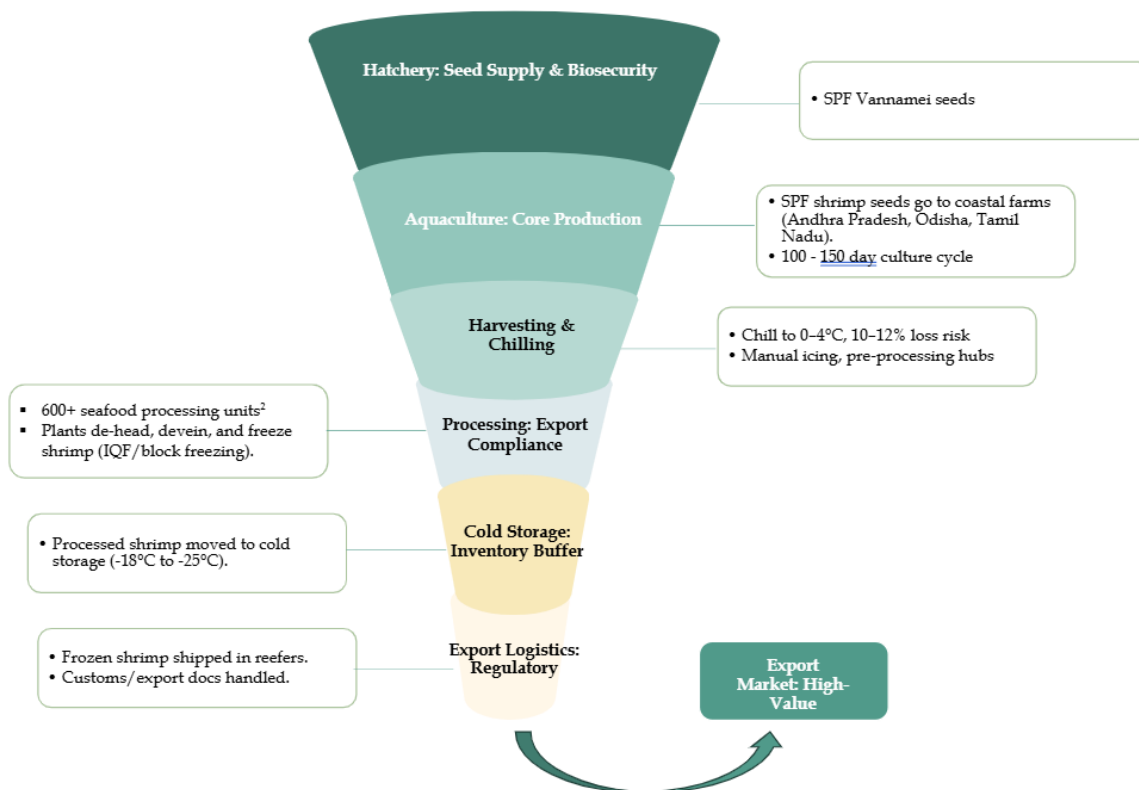 Hatchery: Seed Supply & Biosecurity
• SPF Vannamei seeds
Aquaculture: Core Production
• SPF shrimp seeds go to coastal farms
(Andhra Pradesh, Odisha, Tamil
Nadu).
• 100 - 150 day culture cycle
Harvesting &
Chilling
• Chill to 0–4°C, 10–12% loss risk
• Manual icing, pre-processing hubs
▪ 600+ seafood processing units²
▪ Plants de-head, devein, and freeze
shrimp (IQF/block freezing).
Processing: Export
Compliance
Cold Storage:
Inventory Buffer
• Processed shrimp moved to cold
storage (-18°C to -25°C).
Export Logistics:
Regulatory
• Frozen shrimp shipped in reefers.
• Customs/export docs handled.
Export
Market: High-
Value